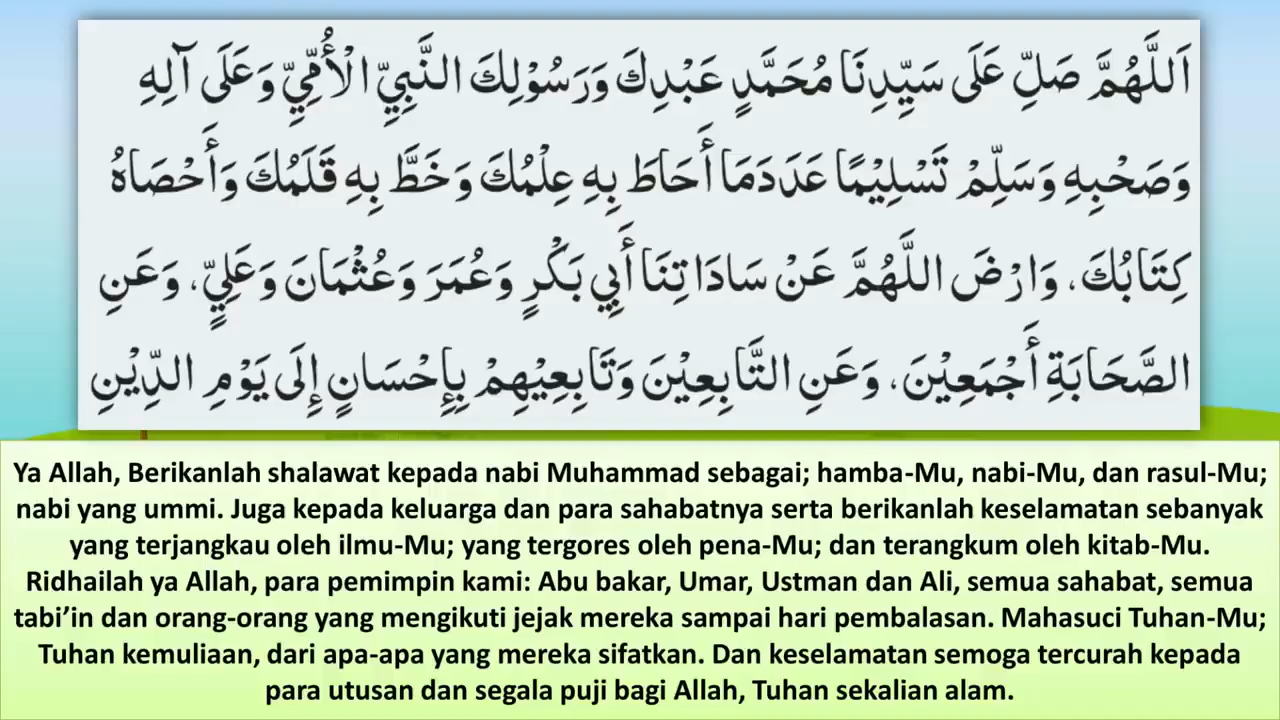 اَللَّهُمَّ صَلِّ عَلَى سَيِّدِنَا مُحَمَّدٍ عَبْدِكَ وَرَسُوْلِكَ النَّبِيِّ الْأُمِّيِّ وَعَلَى آلِهِ
وَصَحْبِهِ وَسَلِّمْ تَسْلِيْمًا عَدَدَمَا أَحَاطَ بِهِ عِلْمُكَ وَخَطَّ بِهِ قَلَمُكَ وَأَحْصَاهُ
كِتَابُكَ، وَارْضَ اللَّهُمَّ عَنْ سَادَاتِنَا أَبِي بَكْرٍ وَعُمَرَ وَعُثْمَانَ وَعَلِيٍّ، وَعَنِ
الصَّحَابَةِ أَجْمَعِيْنَ، وَعَنِ التَّابِعِيْنَ وَتَابِعِيْهِمْ بِإِحْسَانٍ إِلَى يَوْمِ الدِّيْنِ
Ya Allah, Berikanlah shalawat kepada nabi Muhammad sebagai; hamba-Mu, nabi-Mu, dan rasul-Mu;
nabi yang ummi. Juga kepada keluarga dan para sahabatnya serta berikanlah keselamatan sebanyak
yang terjangkau oleh ilmu-Mu; yang tergores oleh pena-Mu; dan terangkum oleh kitab-Mu.
Ridhailah ya Allah, para pemimpin kami: Abu bakar, Umar, Ustman dan Ali, semua sahabat, semua
tabi’in dan orang-orang yang mengikuti jejak mereka sampai hari pembalasan. Mahasuci Tuhan-Mu;
Tuhan kemuliaan, dari apa-apa yang mereka sifatkan. Dan keselamatan semoga tercurah kepada
para utusan dan segala puji bagi Allah, Tuhan sekalian alam.